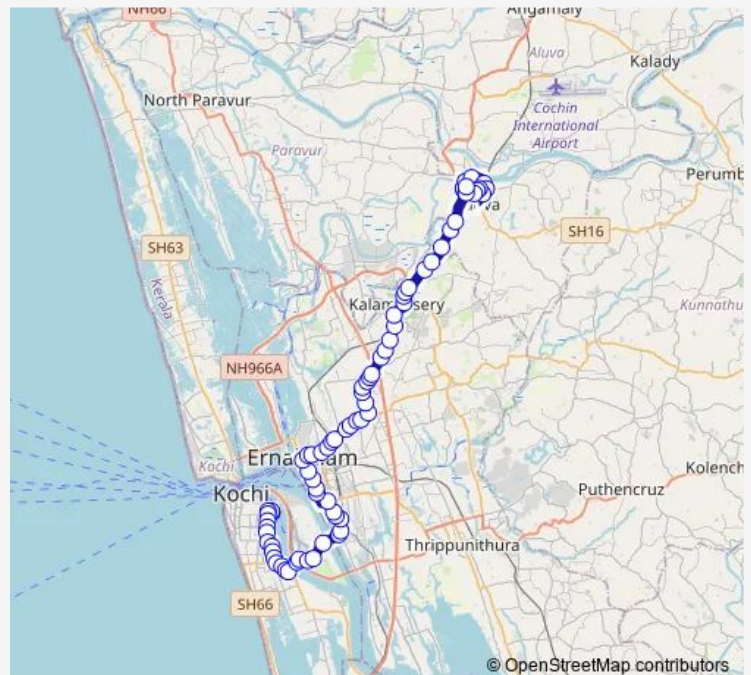 NH66
Angamaly
Aluva
Kalady
North Paravur
Cochin
International
Airport
Paravur
Perumb
SH16
SH63
Kerala
Kunnathu
NH966A
Kochi
Kolench
Kochi
Puthencruz
Thrippunithura
SH66
© OpenStreetMap contributors